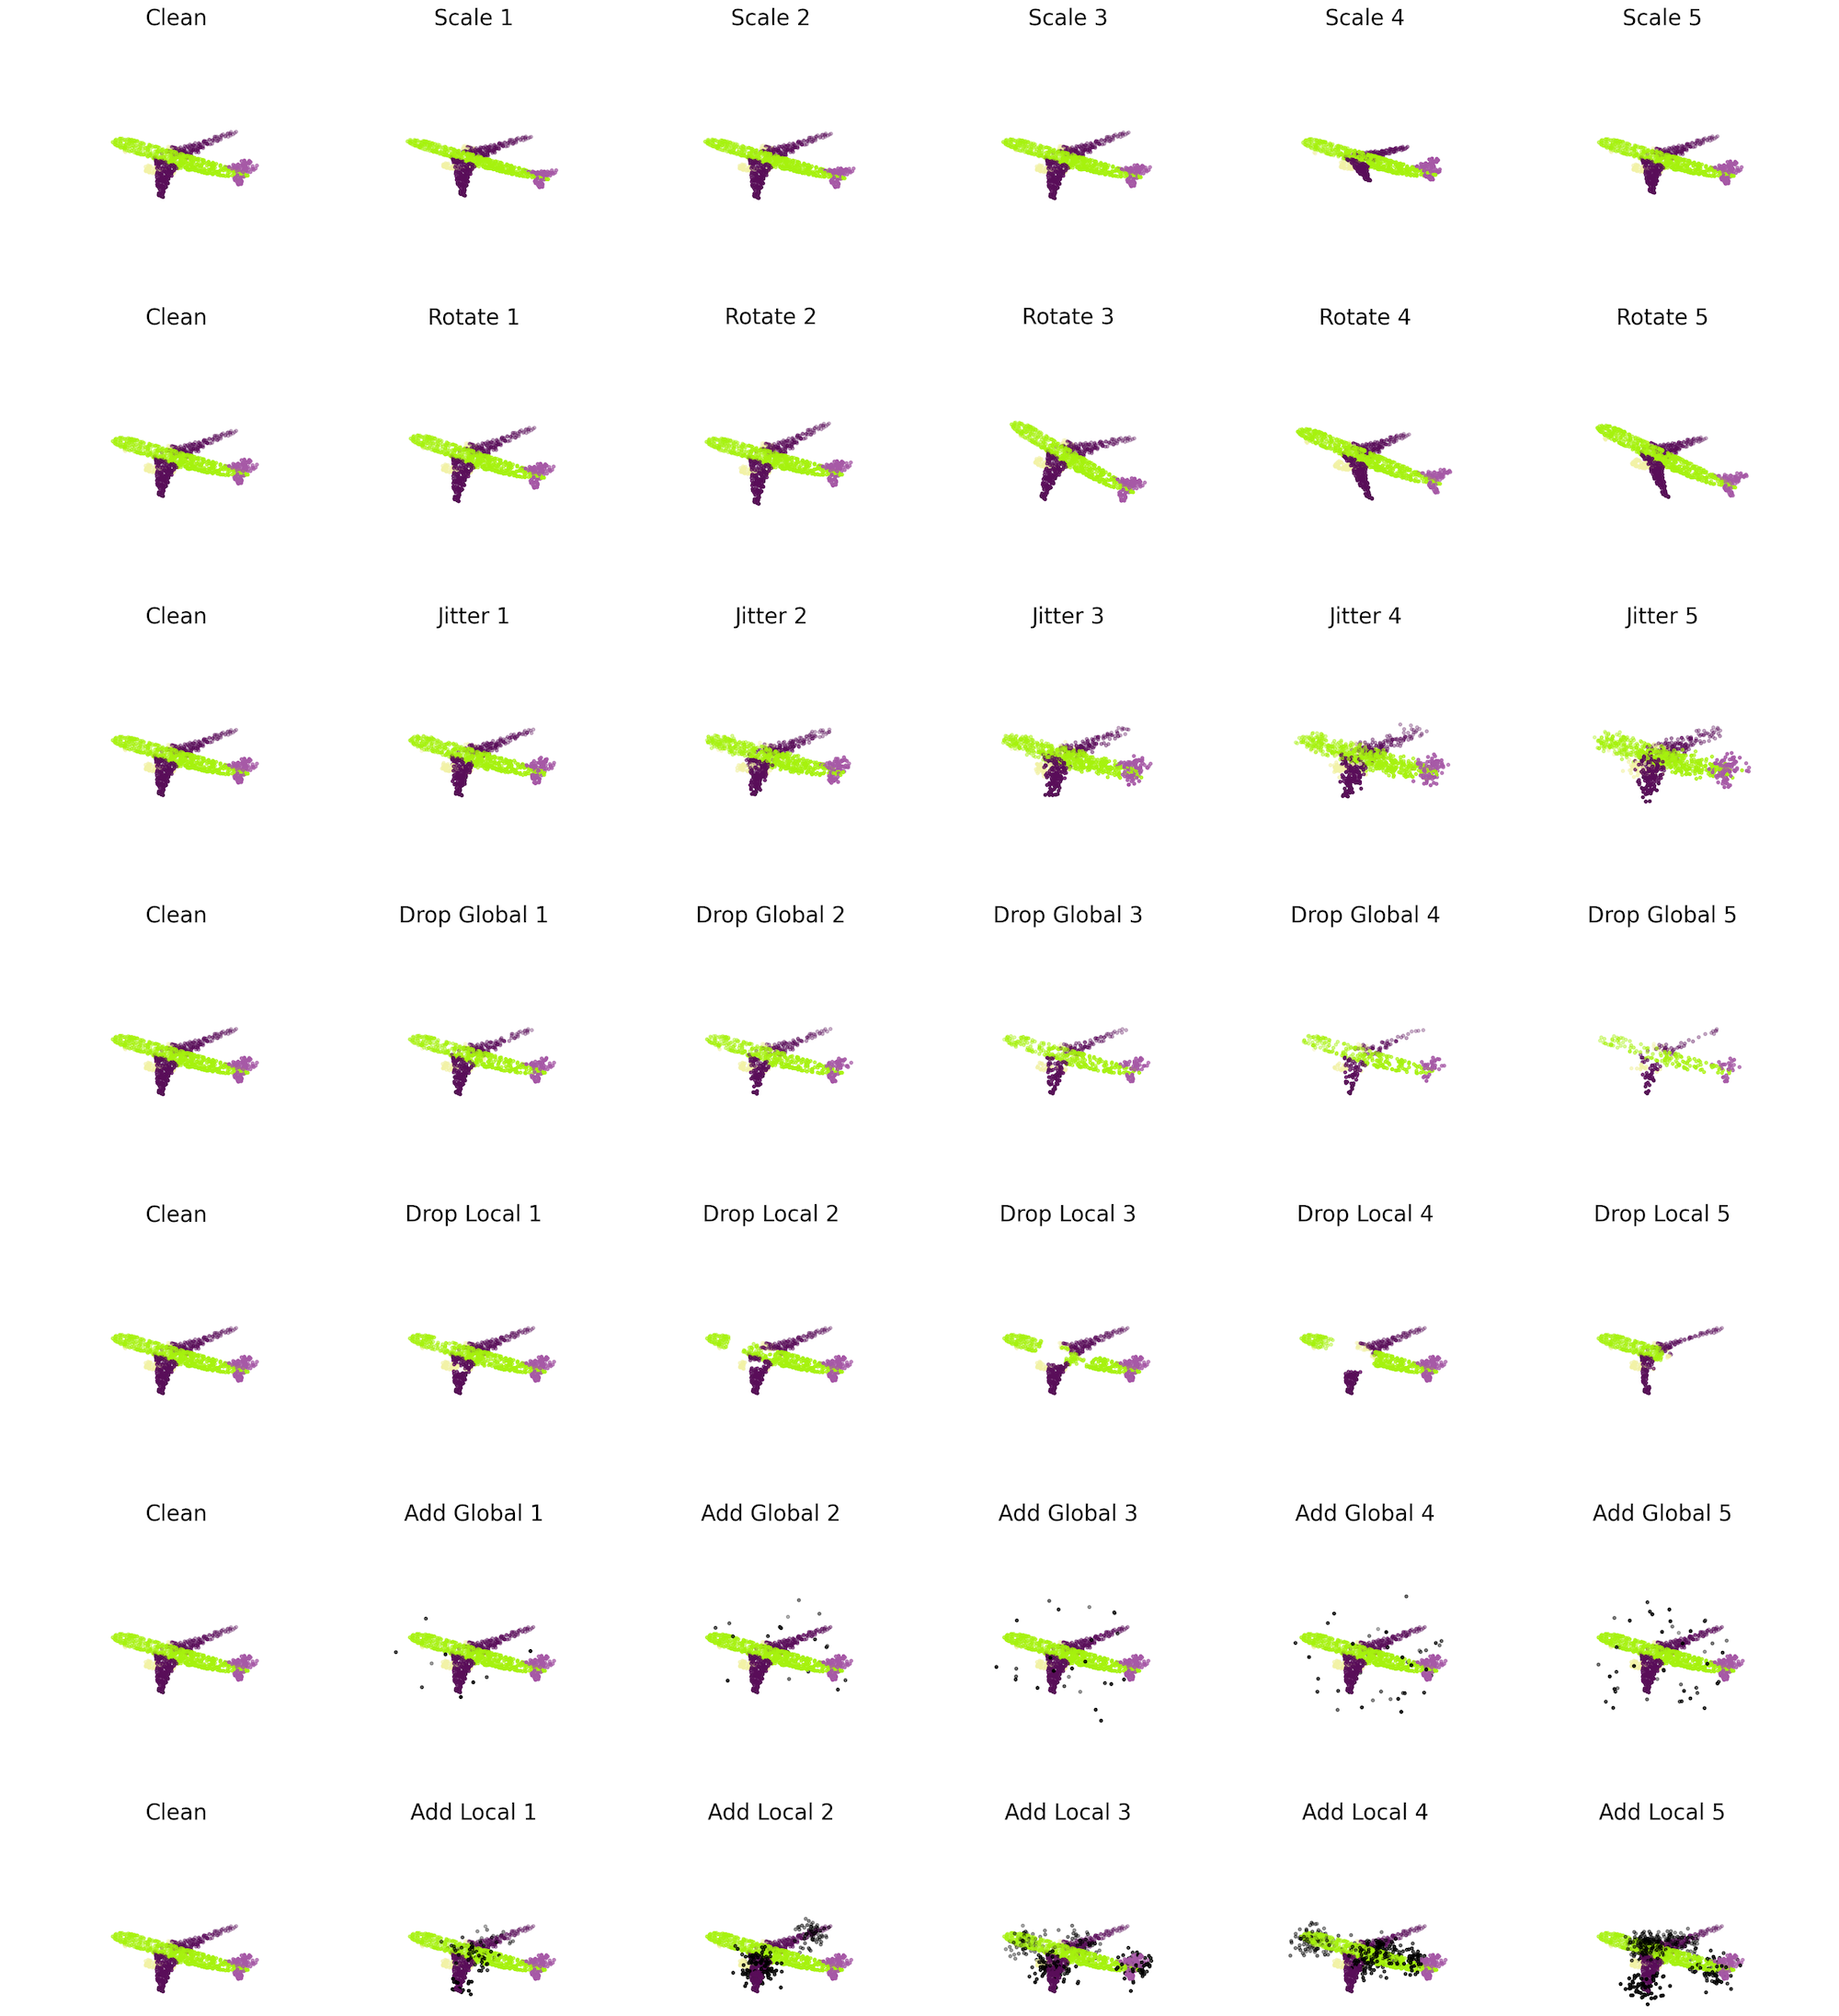 Clean Scale 1 Scale 2 Scale 3 Scale 4 Scale 5
Clean Rotate 1 Rotate 2 Rotate 3 Rotate 4 Rotate 5
Clean Jitter 1 Jitter 2 Jitter 3 Jitter 4 Jitter 5
Clean Drop Global 1 Drop Global 2 Drop Global 3 Drop Global 4 Drop Global 5
Clean Drop Local 1 Drop Local 2 Drop Local 3 Drop Local 4 Drop Local 5
Clean Add Global 1 Add Global 2 Add Global 3 Add Global 4 Add Global 5
Clean Add Local 1 Add Local 2 Add Local 3 Add Local 4 Add Local 5